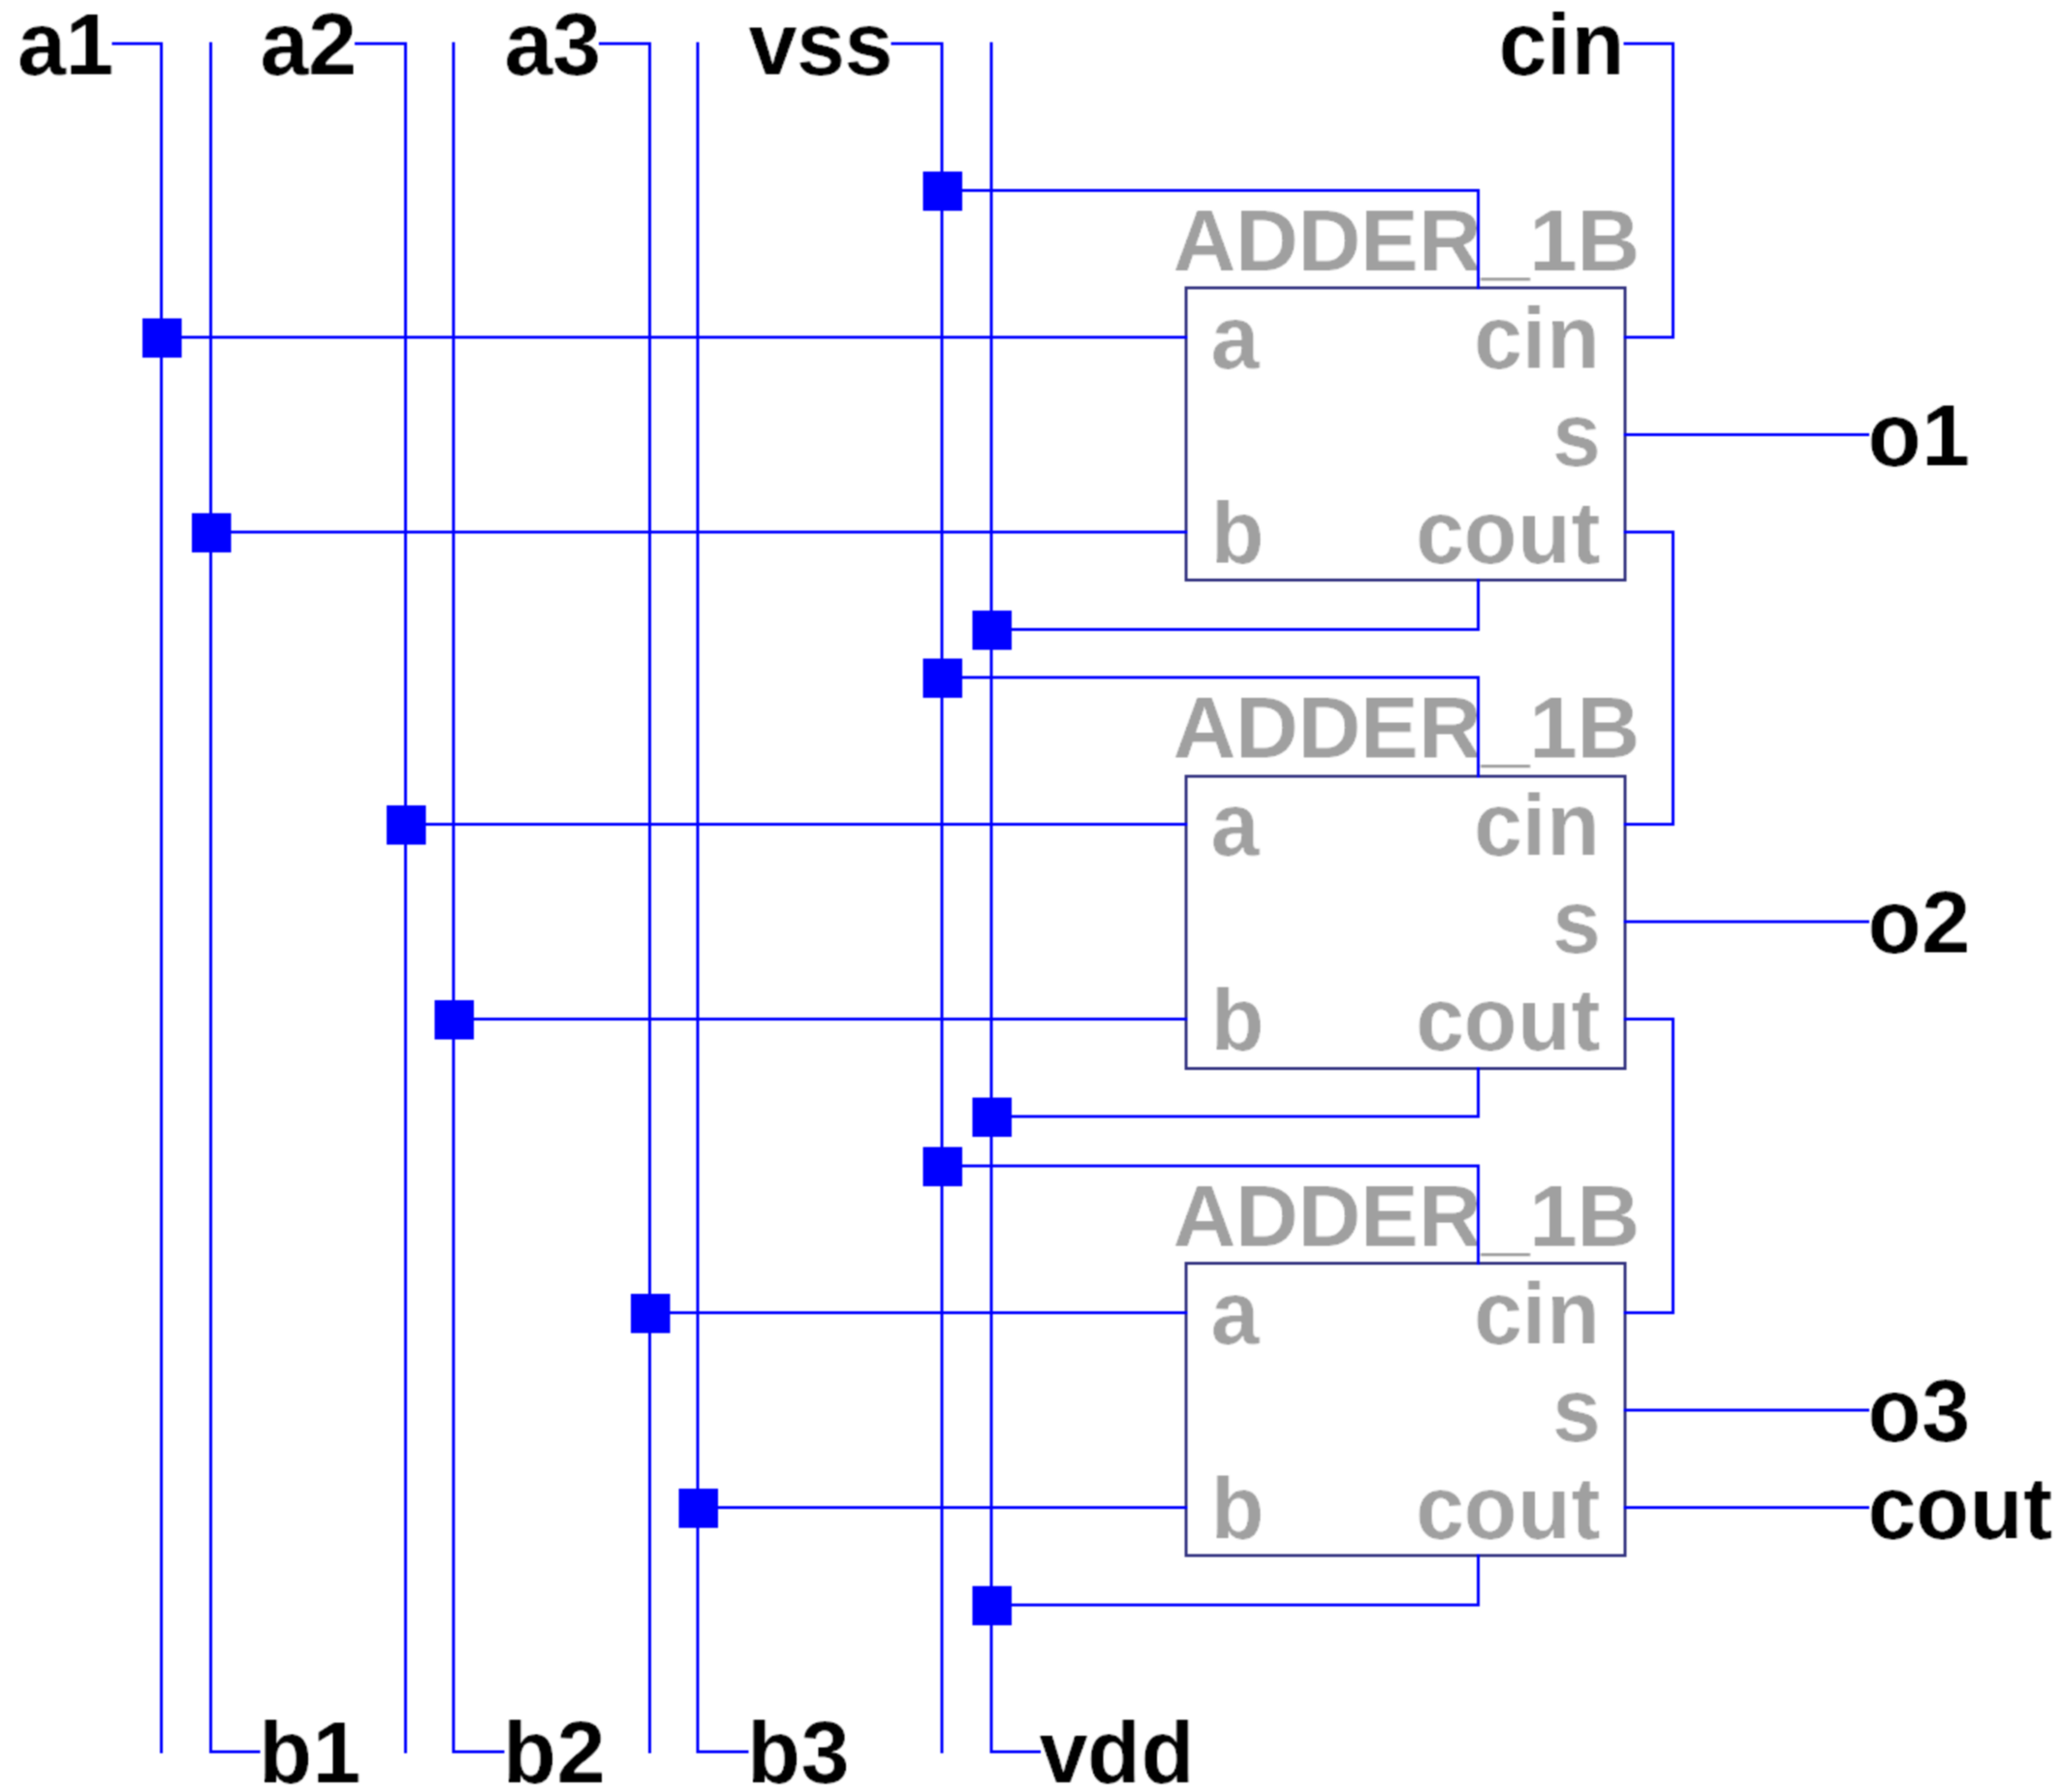 a1 a2 a3 vss cin
ADDER_1B
a cin
s o1
b cout
ADDER_1B
a cin
s o2
b cout
ADDER_1B
a cin
s o3
b cout cout
b1 b2 b3 vdd